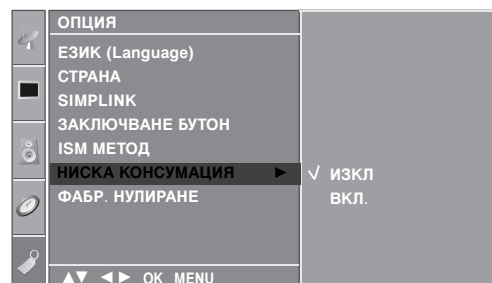 ОПЦИЯ
ЕЗИК (Language)
СТРАНА
SIMPLINK
ЗАКЛЮЧВАНЕ БУТОН
ISM МЕТОД
НИСКА КОНСУМАЦИЯ ► √ ИЗКЛ
ВКЛ.
ФАБР. НУЛИРАНЕ
▲▼ ◄► OK MENU